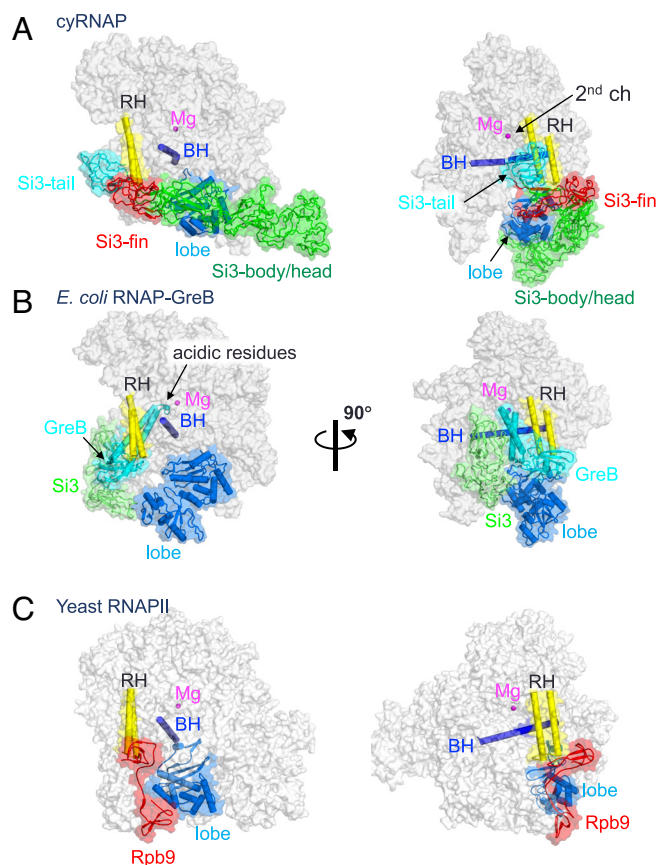 A
cyRNAP
RH
Mg
BH
Si3-tail
Si3-fin
lobe
Si3-body/head
2nd ch
Mg
RH
BH
Si3-tail
Si3-fin
lobe
Si3-body/head
B
E. coli RNAP-GreB
acidic residues
RH
Mg
BH
GreB
Si3
lobe
90°
Mg
RH
BH
GreB
Si3
lobe
C
Yeast RNAPII
RH
Mg
BH
lobe
Rpb9
RH
Mg
BH
lobe
Rpb9